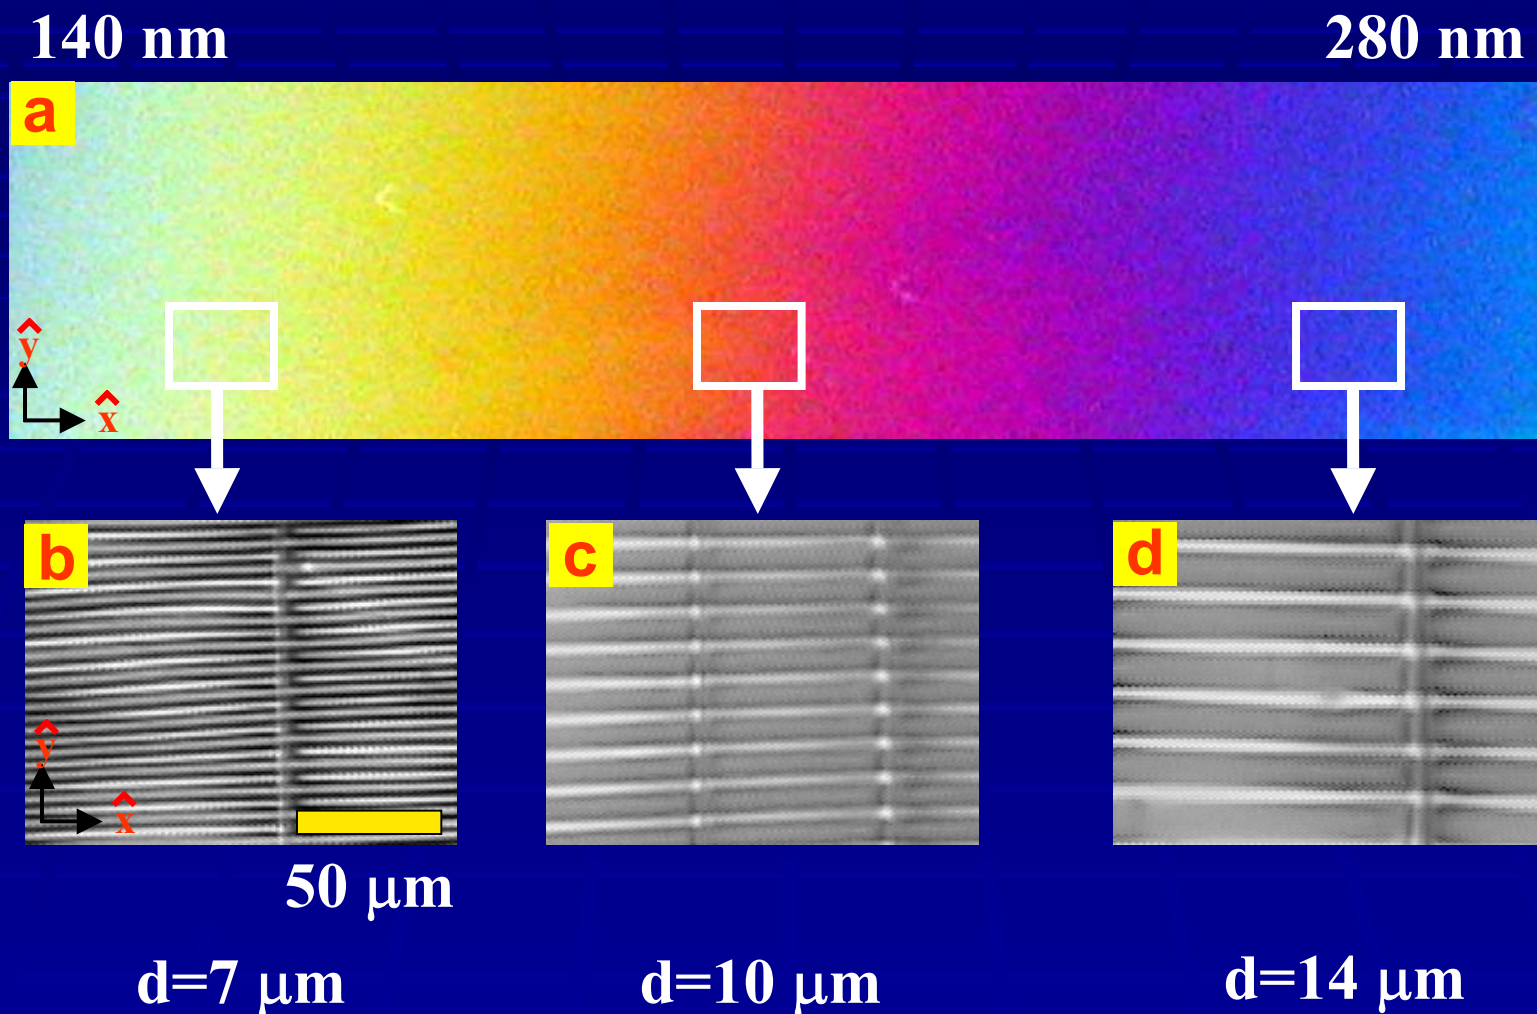 140 nm 280 nm
a
ŷ
x̂
b c d
ŷ
x̂
50 μm
d=7 μm d=10 μm d=14 μm